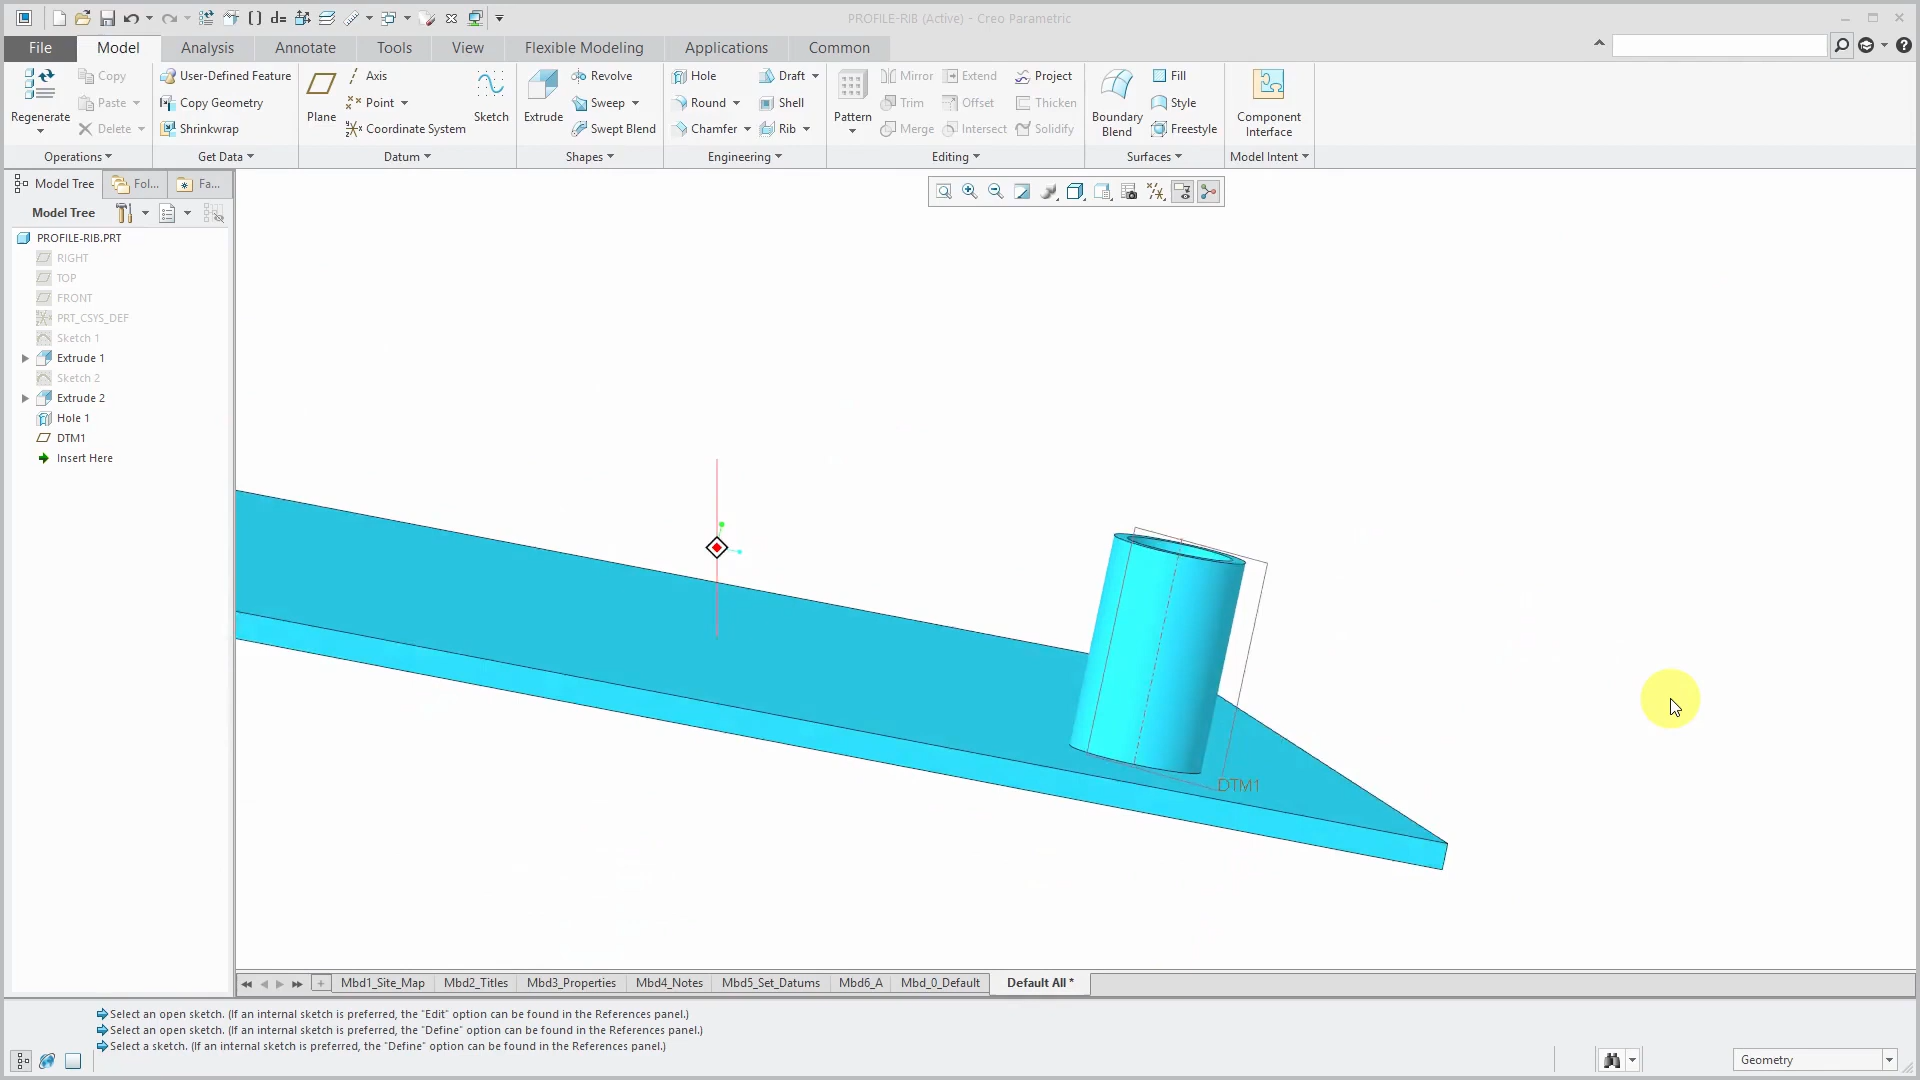 PROFILE-RIB (Active) - Creo Parametric
File Model Analysis Annotate Tools View Flexible Modeling Applications Common
Regenerate
Copy
Paste
Delete
Operations
User-Defined Feature
Copy Geometry
Shrinkwrap
Get Data
Plane
Axis
Point
Coordinate System
Sketch
Datum
Extrude
Revolve
Sweep
Swept Blend
Shapes
Hole
Draft
Round
Shell
Chamfer
Rib
Engineering
Pattern
Mirror
Extend
Project
Trim
Offset
Thicken
Merge
Intersect
Solidify
Editing
Boundary
Blend
Fill
Style
Freestyle
Surfaces
Component
Interface
Model Intent
Model Tree Fol... Fa...
Model Tree
PROFILE-RIB.PRT
RIGHT
TOP
FRONT
PRT_CSYS_DEF
Sketch 1
Extrude 1
Sketch 2
Extrude 2
Hole 1
DTM1
Insert Here
DTM1
Mbd1_Site_Map Mbd2_Titles Mbd3_Properties Mbd4_Notes Mbd5_Set_Datums Mbd6_A Mbd_0_Default Default All *
Select an open sketch. (If an internal sketch is preferred, the "Edit" option can be found in the References panel.)
Select an open sketch. (If an internal sketch is preferred, the "Define" option can be found in the References panel.)
Select a sketch. (If an internal sketch is preferred, the "Define" option can be found in the References panel.)
Geometry